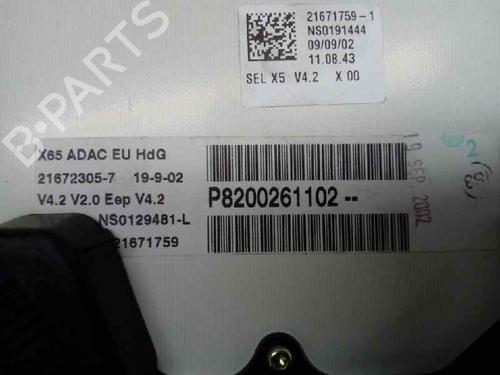 21671759-1
NS0191444
09/09/02
11.08.43
SEL X5 V4.2 X 00
X65 ADAC EU HdG
21672305-7 19-9-02
V4.2 V2.0 Eep V4.2
NS0129481-L
21671759
P8200261102--
19 SEP. 2002
2
B-Parts